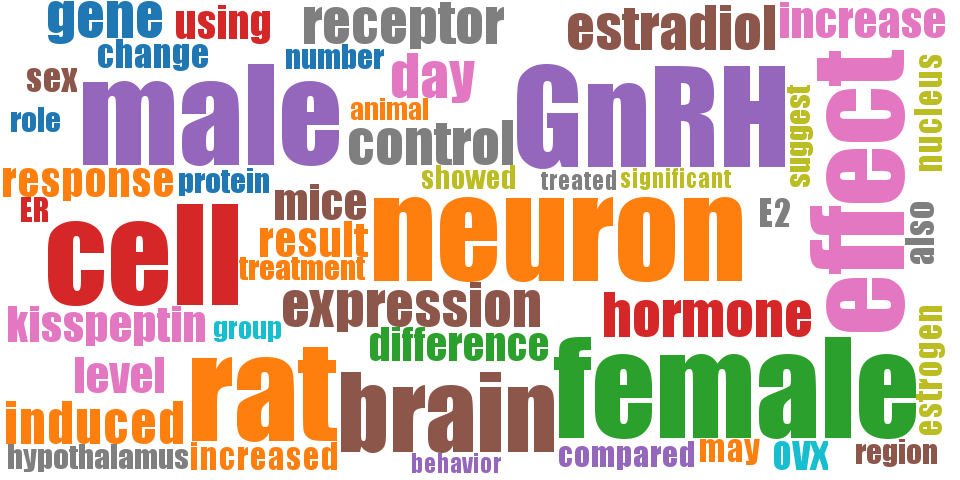 gene
using
receptor
estradiol
increase
change
number
sex
male
day
GnRH
effect
nucleus
animal
role
control
suggest
response
protein
showed
treated
significant
ER
mice
neuron
E2
also
cell
result
treatment
expression
hormone
kisspeptin
group
difference
estrogen
level
rat
brain
female
induced
hypothalamus
increased
behavior
compared
may
OVX
region